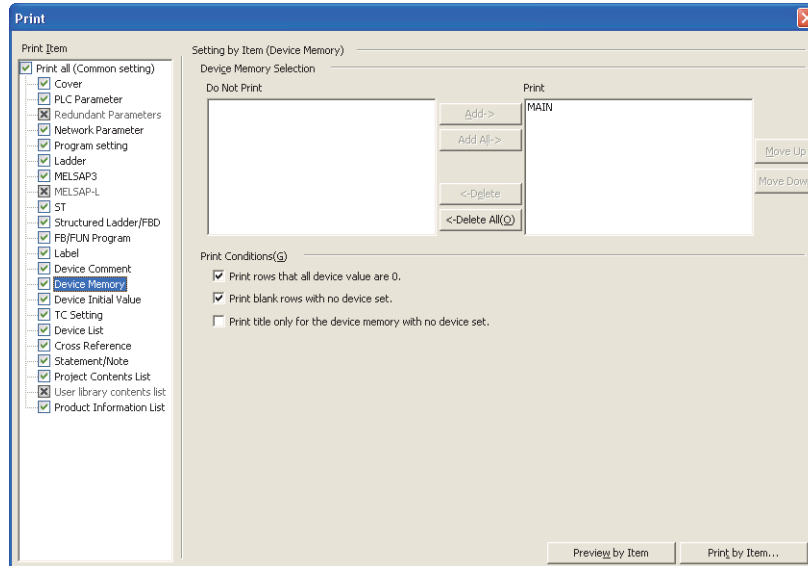 Print
Print Item
Print all (Common setting)
Cover
PLC Parameter
Redundant Parameters
Network Parameter
Program setting
Ladder
MELSAP3
MELSAP-L
ST
Structured Ladder/FBD
FB/FUN Program
Label
Device Comment
Device Memory
Device Initial Value
TC Setting
Device List
Cross Reference
Statement/Note
Project Contents List
User library contents list
Product Information List
Setting by Item (Device Memory)
Device Memory Selection
Do Not Print
Print
MAIN
Add->
Add All->
<-Delete
<-Delete All(O)
Move Up
Move Dow
Print Conditions(G)
Print rows that all device value are 0.
Print blank rows with no device set.
Print title only for the device memory with no device set.
Preview by Item
Print by Item...